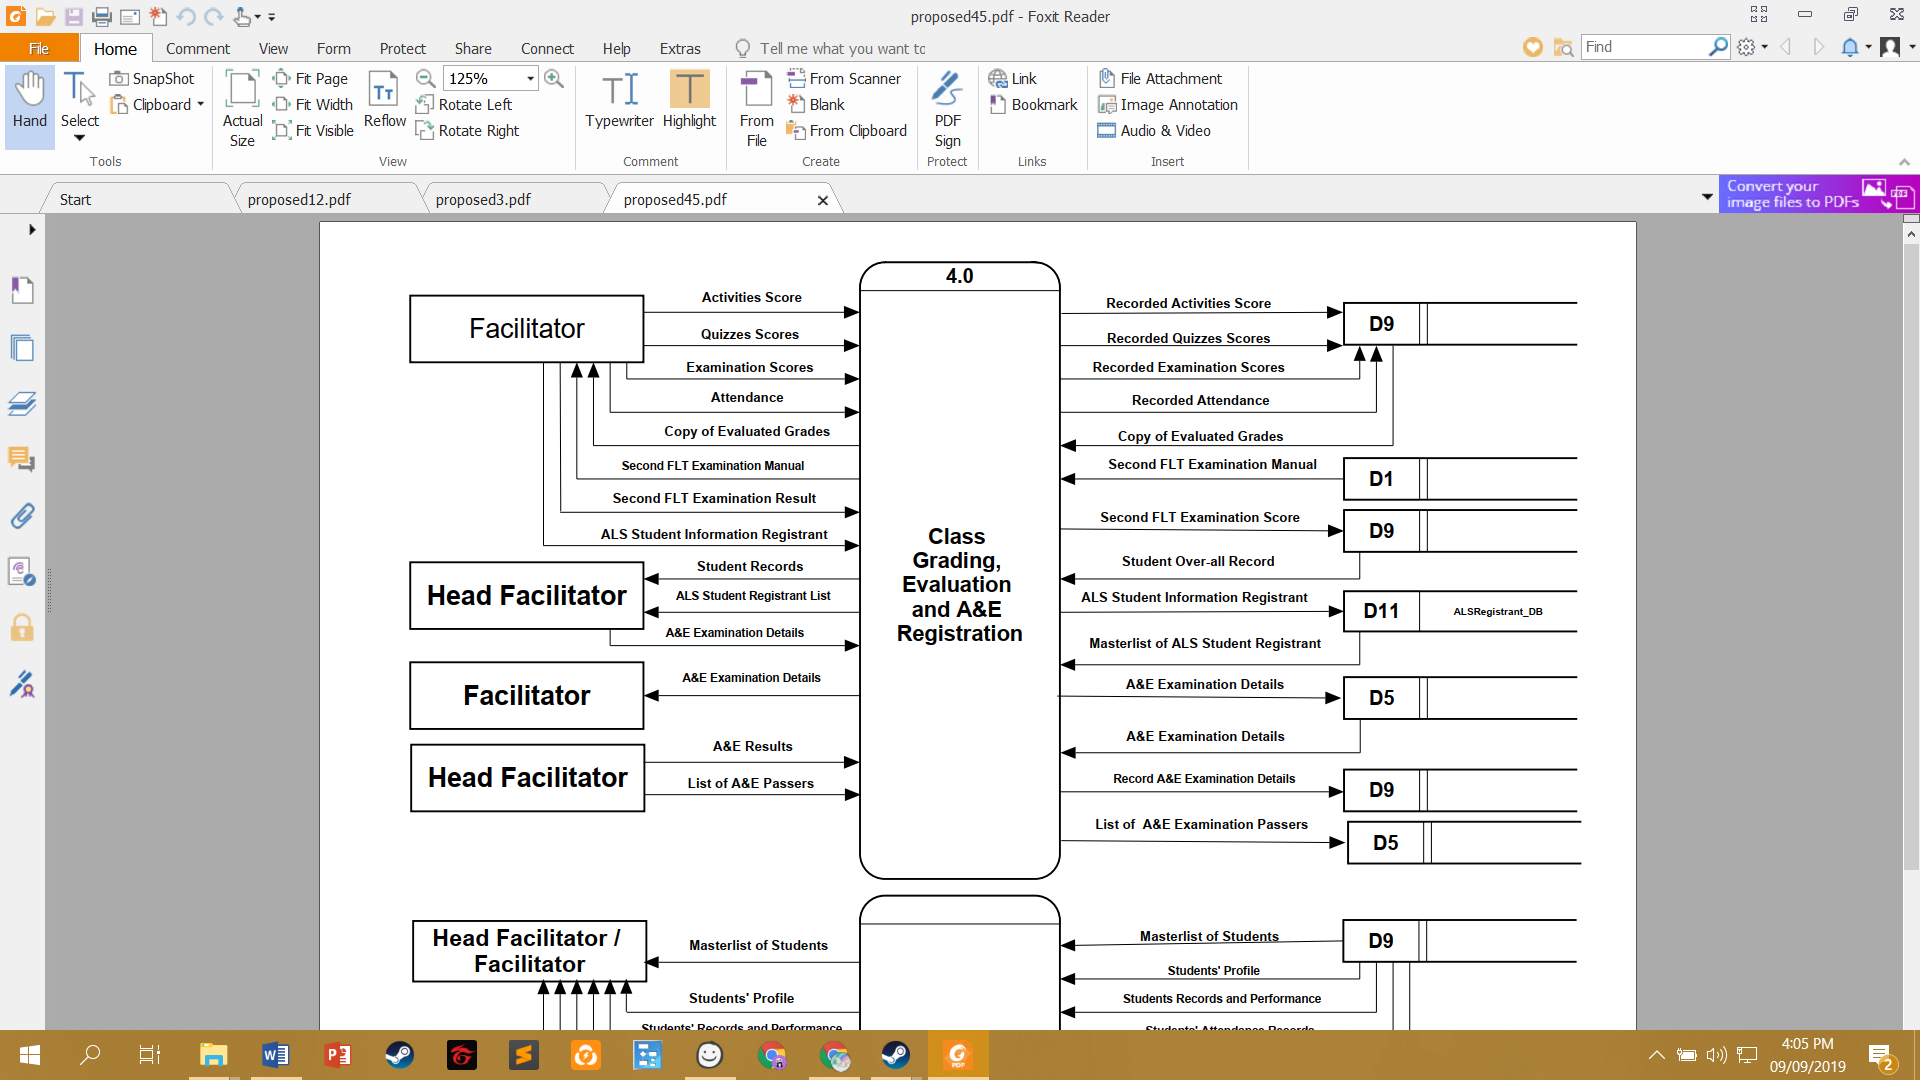 proposed45.pdf - Foxit Reader
File
Home
Comment
View
Form
Protect
Share
Connect
Help
Extras
Tell me what you want to
Find
Hand
Select
SnapShot
Clipboard
Tools
Actual
Size
Fit Page
Fit Width
Fit Visible
Reflow
125%
Rotate Left
Rotate Right
View
Typewriter
Highlight
Comment
From
File
From Scanner
Blank
From Clipboard
Create
PDF
Sign
Protect
Link
Bookmark
Links
File Attachment
Image Annotation
Audio & Video
Insert
Start
proposed12.pdf
proposed3.pdf
proposed45.pdf
Convert your
image files to PDFs
4.0
Class
Grading,
Evaluation
and A&E
Registration
Facilitator
Activities Score
Quizzes Scores
Examination Scores
Attendance
Copy of Evaluated Grades
Second FLT Examination Manual
Second FLT Examination Result
ALS Student Information Registrant
Head Facilitator
Student Records
ALS Student Registrant List
A&E Examination Details
Facilitator
A&E Examination Details
Head Facilitator
A&E Results
List of A&E Passers
Recorded Activities Score
Recorded Quizzes Scores
Recorded Examination Scores
Recorded Attendance
Copy of Evaluated Grades
D9
Second FLT Examination Manual
D1
Second FLT Examination Score
D9
Student Over-all Record
ALS Student Information Registrant
D11
ALSRegistrant_DB
Masterlist of ALS Student Registrant
A&E Examination Details
D5
A&E Examination Details
Record A&E Examination Details
D9
List of A&E Examination Passers
D5
Head Facilitator /
Facilitator
Masterlist of Students
Students' Profile
Students' Records and Performance
Masterlist of Students
D9
Students' Profile
Students Records and Performance
Students' Attendance Records
4:05 PM
09/09/2019
2